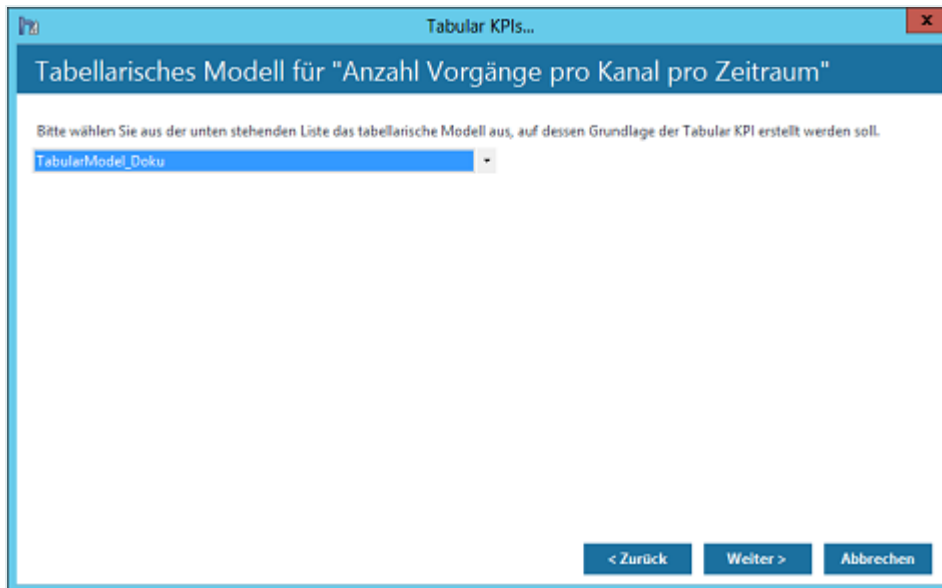 Tabular KPIs...
x
Tabellarisches Modell für "Anzahl Vorgänge pro Kanal pro Zeitraum"
Bitte wählen Sie aus der unten stehenden Liste das tabellarische Modell aus, auf dessen Grundlage der Tabular KPI erstellt werden soll.
TabularModel_Doku
< Zurück Weiter > Abbrechen